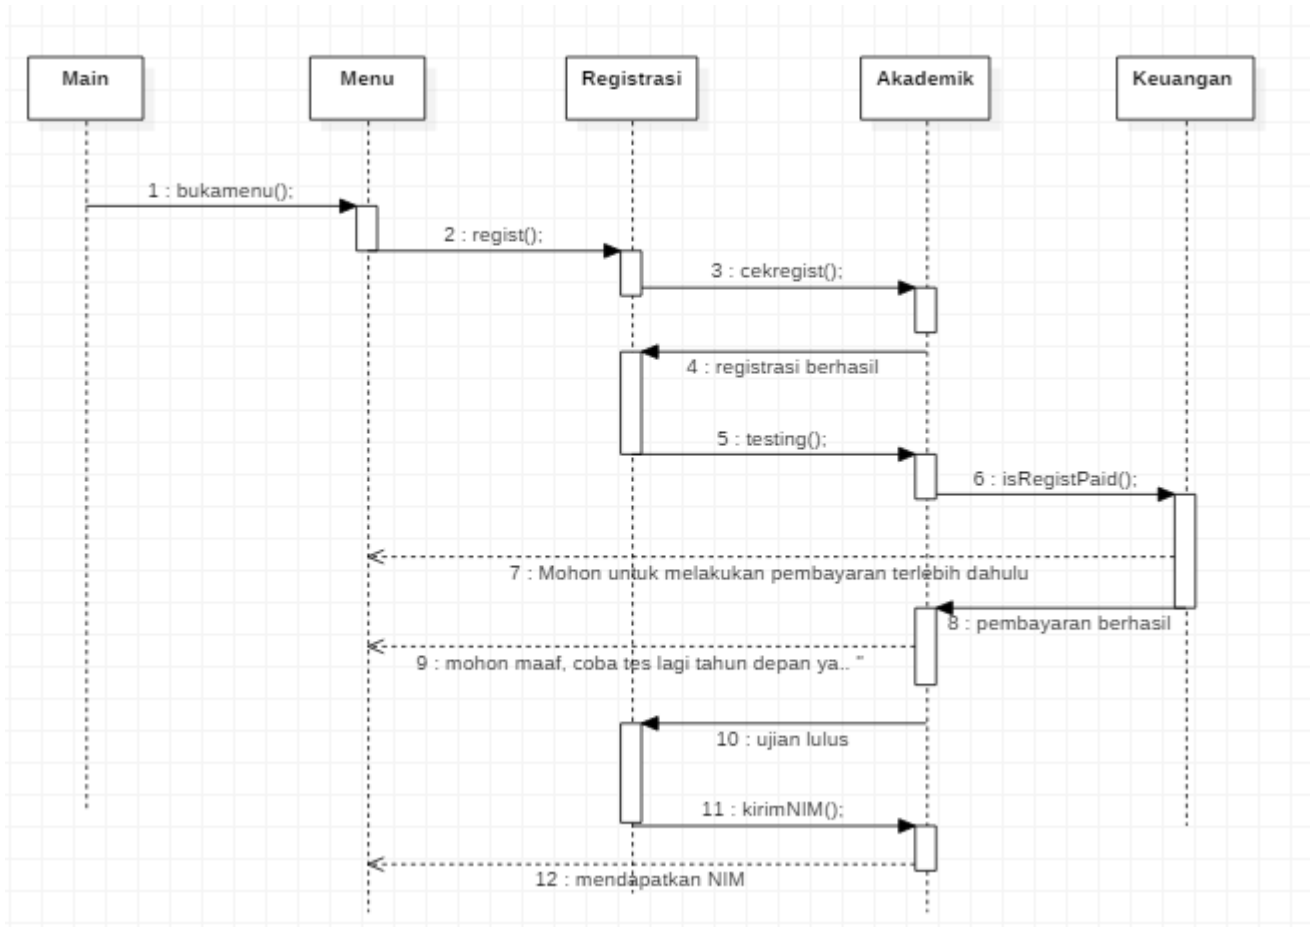 Main
Menu
Registrasi
Akademik
Keuangan
1 : bukamenu();
2 : regist();
3 : cekregist();
4 : registrasi berhasil
5 : testing();
6 : isRegistPaid();
7 : Mohon untuk melakukan pembayaran terlebih dahulu
8 : pembayaran berhasil
9 : mohon maaf, coba tes lagi tahun depan ya.. "
10 : ujian lulus
11 : kirimNIM();
12 : mendapatkan NIM